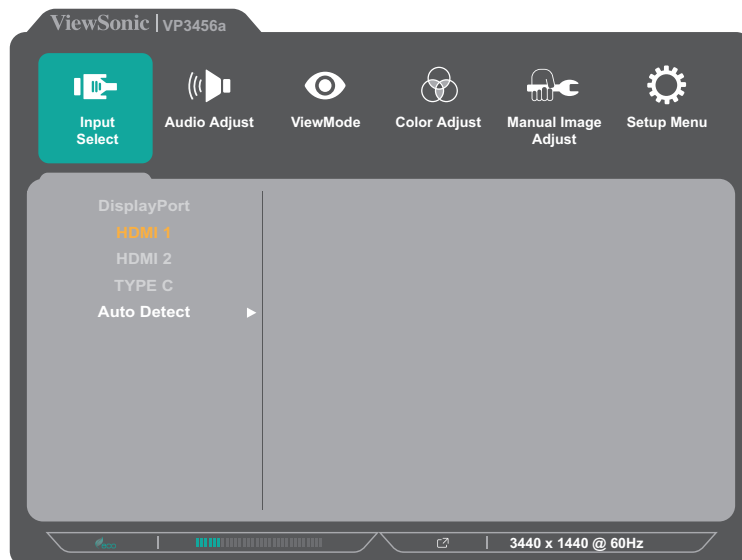 ViewSonic | VP3456a
Input
Select
Audio Adjust
ViewMode
Color Adjust
Manual Image
Adjust
Setup Menu
DisplayPort
HDMI 1
HDMI 2
TYPE C
Auto Detect
eco
3440 x 1440 @ 60Hz